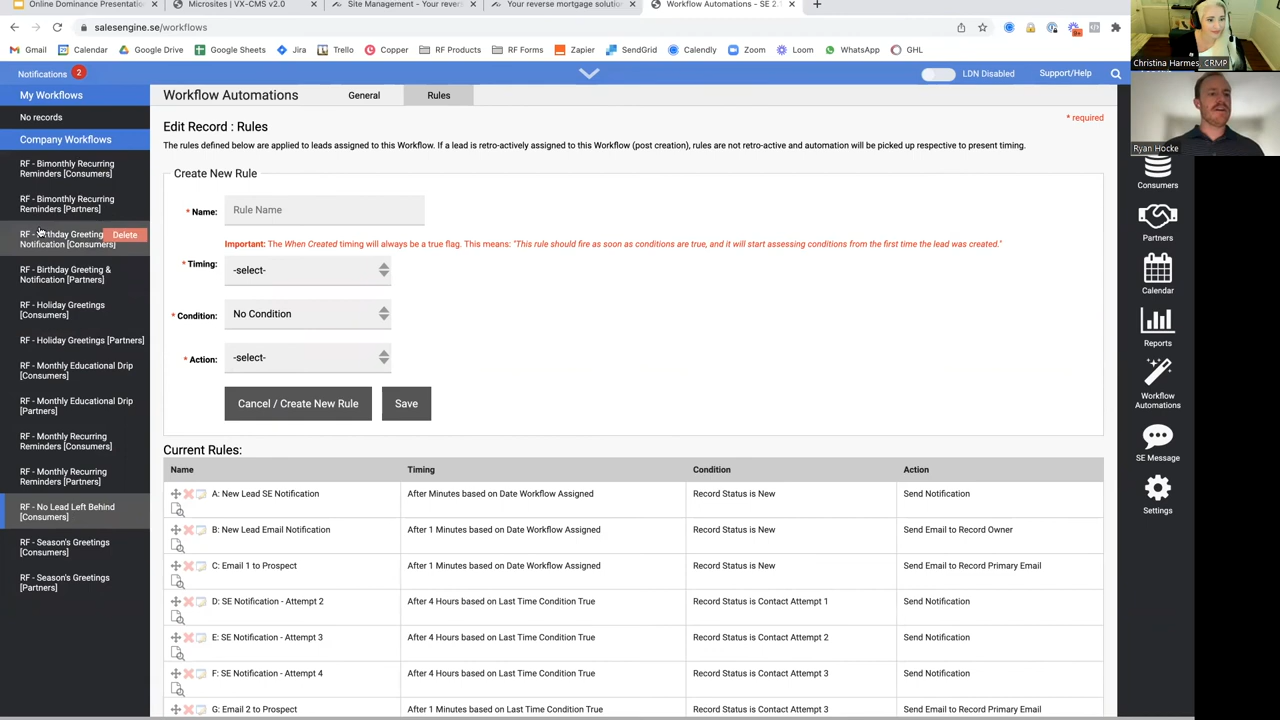 Online Dominance Presentation
Microsites | VX-CMS v2.0
Site Management - Your rever
Your reverse mortgage solutio
Workflow Automations - SE 2.
salesengine.se/workflows
Gmail
Calendar
Google Drive
Google Sheets
Jira
Trello
Copper
RF Products
RF Forms
Zapier
SendGrid
Calendly
Zoom
Loom
WhatsApp
GHL
Christina Harmes, CRMP
Ryan Hocke
Notifications 2
LDN Disabled
Support/Help
My Workflows
No records
Company Workflows
RF - Bimonthly Recurring
Reminders [Consumers]
RF - Bimonthly Recurring
Reminders [Partners]
RF - Birthday Greeting
Notification [Consumers]
Delete
RF - Birthday Greeting &
Notification [Partners]
RF - Holiday Greetings
[Consumers]
RF - Holiday Greetings [Partners]
RF - Monthly Educational Drip
[Consumers]
RF - Monthly Educational Drip
[Partners]
RF - Monthly Recurring
Reminders [Consumers]
RF - Monthly Recurring
Reminders [Partners]
RF - No Lead Left Behind
[Consumers]
RF - Season's Greetings
[Consumers]
RF - Season's Greetings
[Partners]
Workflow Automations
General
Rules
* required
Edit Record : Rules
The rules defined below are applied to leads assigned to this Workflow. If a lead is retro-actively assigned to this Workflow (post creation), rules are not retro-active and automation will be picked up respective to present timing.
Create New Rule
* Name: Rule Name
Important: The When Created timing will always be a true flag. This means: "This rule should fire as soon as conditions are true, and it will start assessing conditions from the first time the lead was created."
* Timing: -select-
* Condition: No Condition
* Action: -select-
Cancel / Create New Rule
Save
Current Rules:
Name Timing Condition Action
A: New Lead SE Notification After Minutes based on Date Workflow Assigned Record Status is New Send Notification
B: New Lead Email Notification After 1 Minutes based on Date Workflow Assigned Record Status is New Send Email to Record Owner
C: Email 1 to Prospect After 1 Minutes based on Date Workflow Assigned Record Status is New Send Email to Record Primary Email
D: SE Notification - Attempt 2 After 4 Hours based on Last Time Condition True Record Status is Contact Attempt 1 Send Notification
E: SE Notification - Attempt 3 After 4 Hours based on Last Time Condition True Record Status is Contact Attempt 2 Send Notification
F: SE Notification - Attempt 4 After 4 Hours based on Last Time Condition True Record Status is Contact Attempt 3 Send Notification
G: Email 2 to Prospect After 1 Minutes based on Last Time Condition True Record Status is Contact Attempt 3 Send Email to Record Primary Email
Consumers
Partners
Calendar
Reports
Workflow
Automations
SE Message
Settings